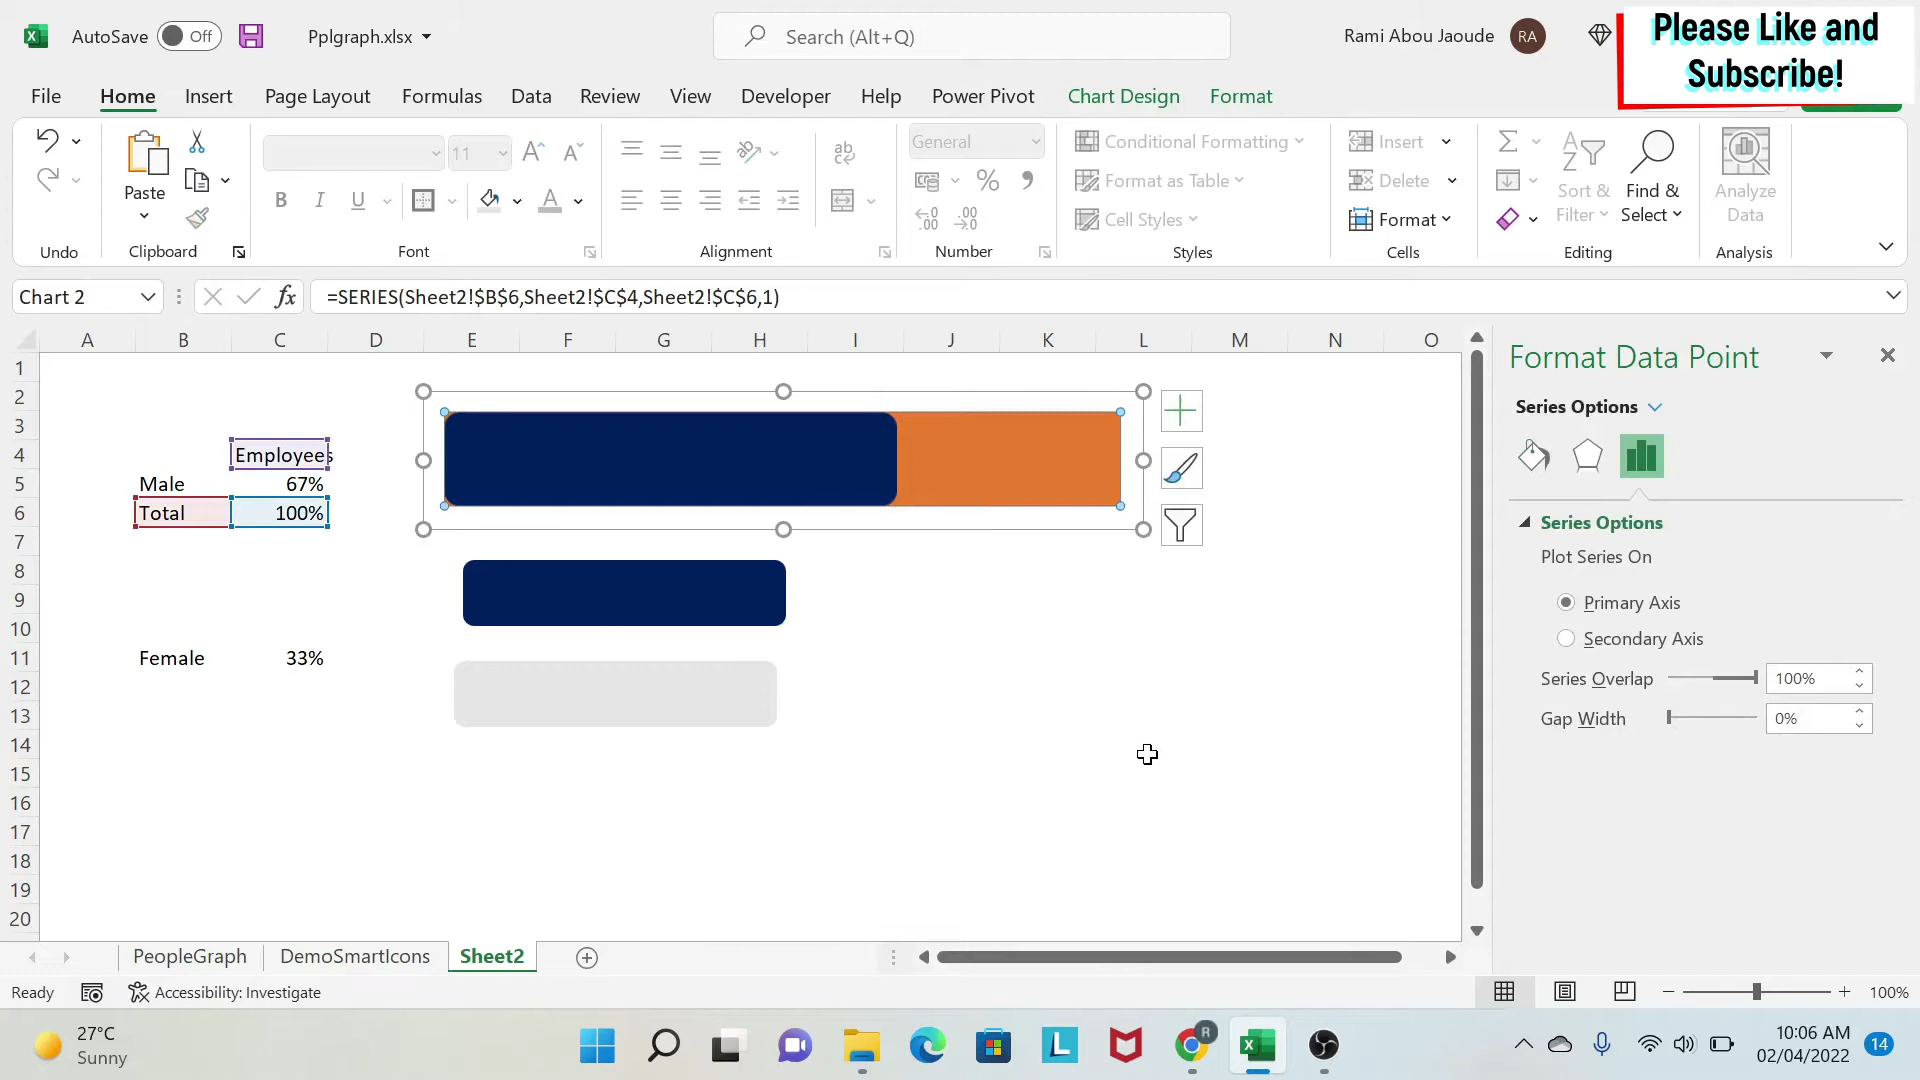 AutoSave Off Pplgraph.xlsx Search (Alt+Q) Rami Abou Jaoude RA
Please Like and
Subscribe!
File Home Insert Page Layout Formulas Data Review View Developer Help Power Pivot Chart Design Format
Undo
Paste
Clipboard
11
A A
B I U A
Font
ab
Alignment
General
% 9
.00
Number
Conditional Formatting
Format as Table
Cell Styles
Styles
Insert
Delete
Format
Cells
Sort &
Filter
Find &
Select
Editing
Analyze
Data
Analysis
Chart 2 fx =SERIES(Sheet2!$B$6,Sheet2!$C$4,Sheet2!$C$6,1)
A B C D E F G H I J K L M N O
1
2
3
4 Employees
5 Male 67%
6 Total 100%
7
8
9
10
11 Female 33%
12
13
14
15
16
17
18
19
20
Format Data Point
Series Options
Series Options
Plot Series On
Primary Axis
Secondary Axis
Series Overlap 100%
Gap Width 0%
PeopleGraph DemoSmartIcons Sheet2
Ready Accessibility: Investigate 100%
27°C
Sunny
L
R
10:06 AM
02/04/2022
14